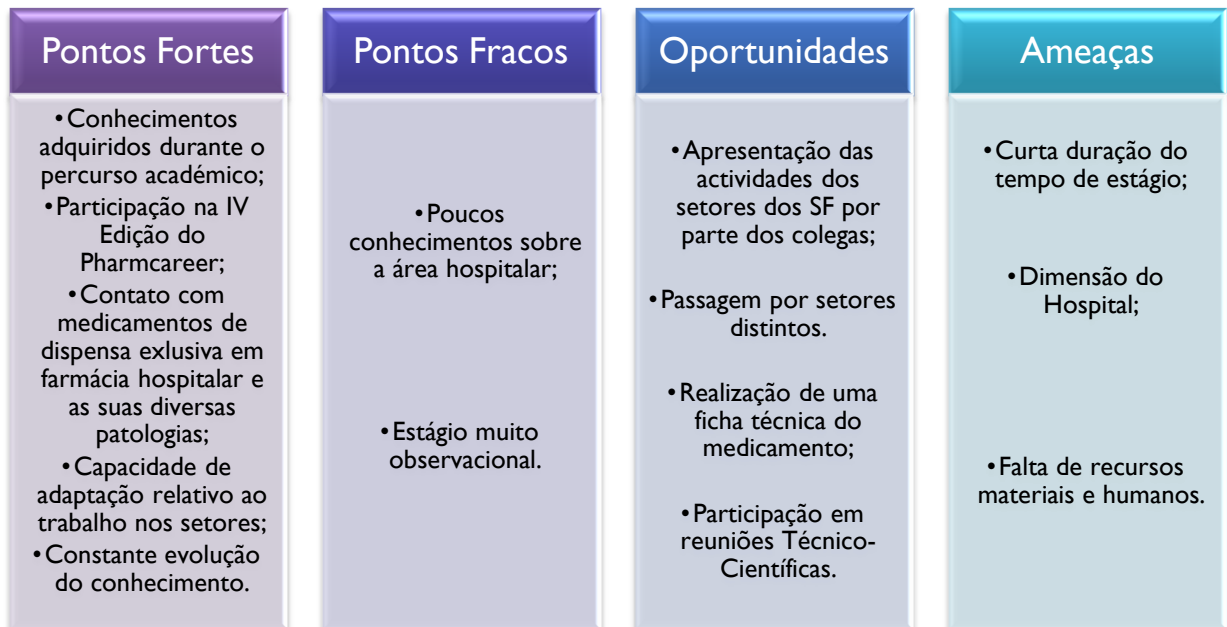 Pontos Fortes
•Conhecimentos
adquiridos durante o
percurso académico;
•Participação na IV
Edição do
Pharmcareer;
•Contato com
medicamentos de
dispensa exlusiva em
farmácia hospitalar e
as suas diversas
patologias;
•Capacidade de
adaptação relativo ao
trabalho nos setores;
•Constante evolução
do conhecimento.
Pontos Fracos
•Poucos
conhecimentos sobre
a área hospitalar;
•Estágio muito
observacional.
Oportunidades
•Apresentação das
actividades dos
setores dos SF por
parte dos colegas;
•Passagem por setores
distintos.
•Realização de uma
ficha técnica do
medicamento;
•Participação em
reuniões Técnico-
Científicas.
Ameaças
•Curta duração do
tempo de estágio;
•Dimensão do
Hospital;
•Falta de recursos
materiais e humanos.